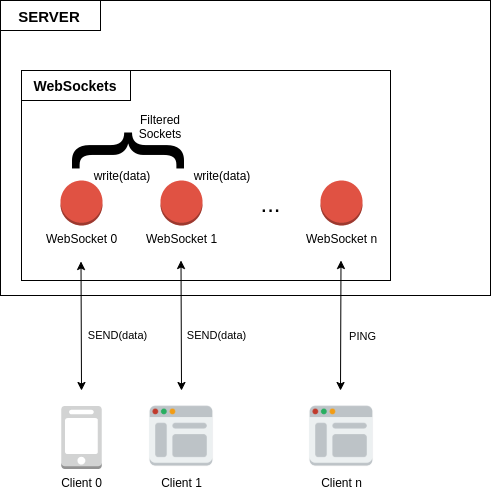 SERVER
WebSockets
Filtered
Sockets
write(data)
write(data)
...
WebSocket 0
WebSocket 1
WebSocket n
SEND(data)
SEND(data)
PING
Client 0
Client 1
Client n